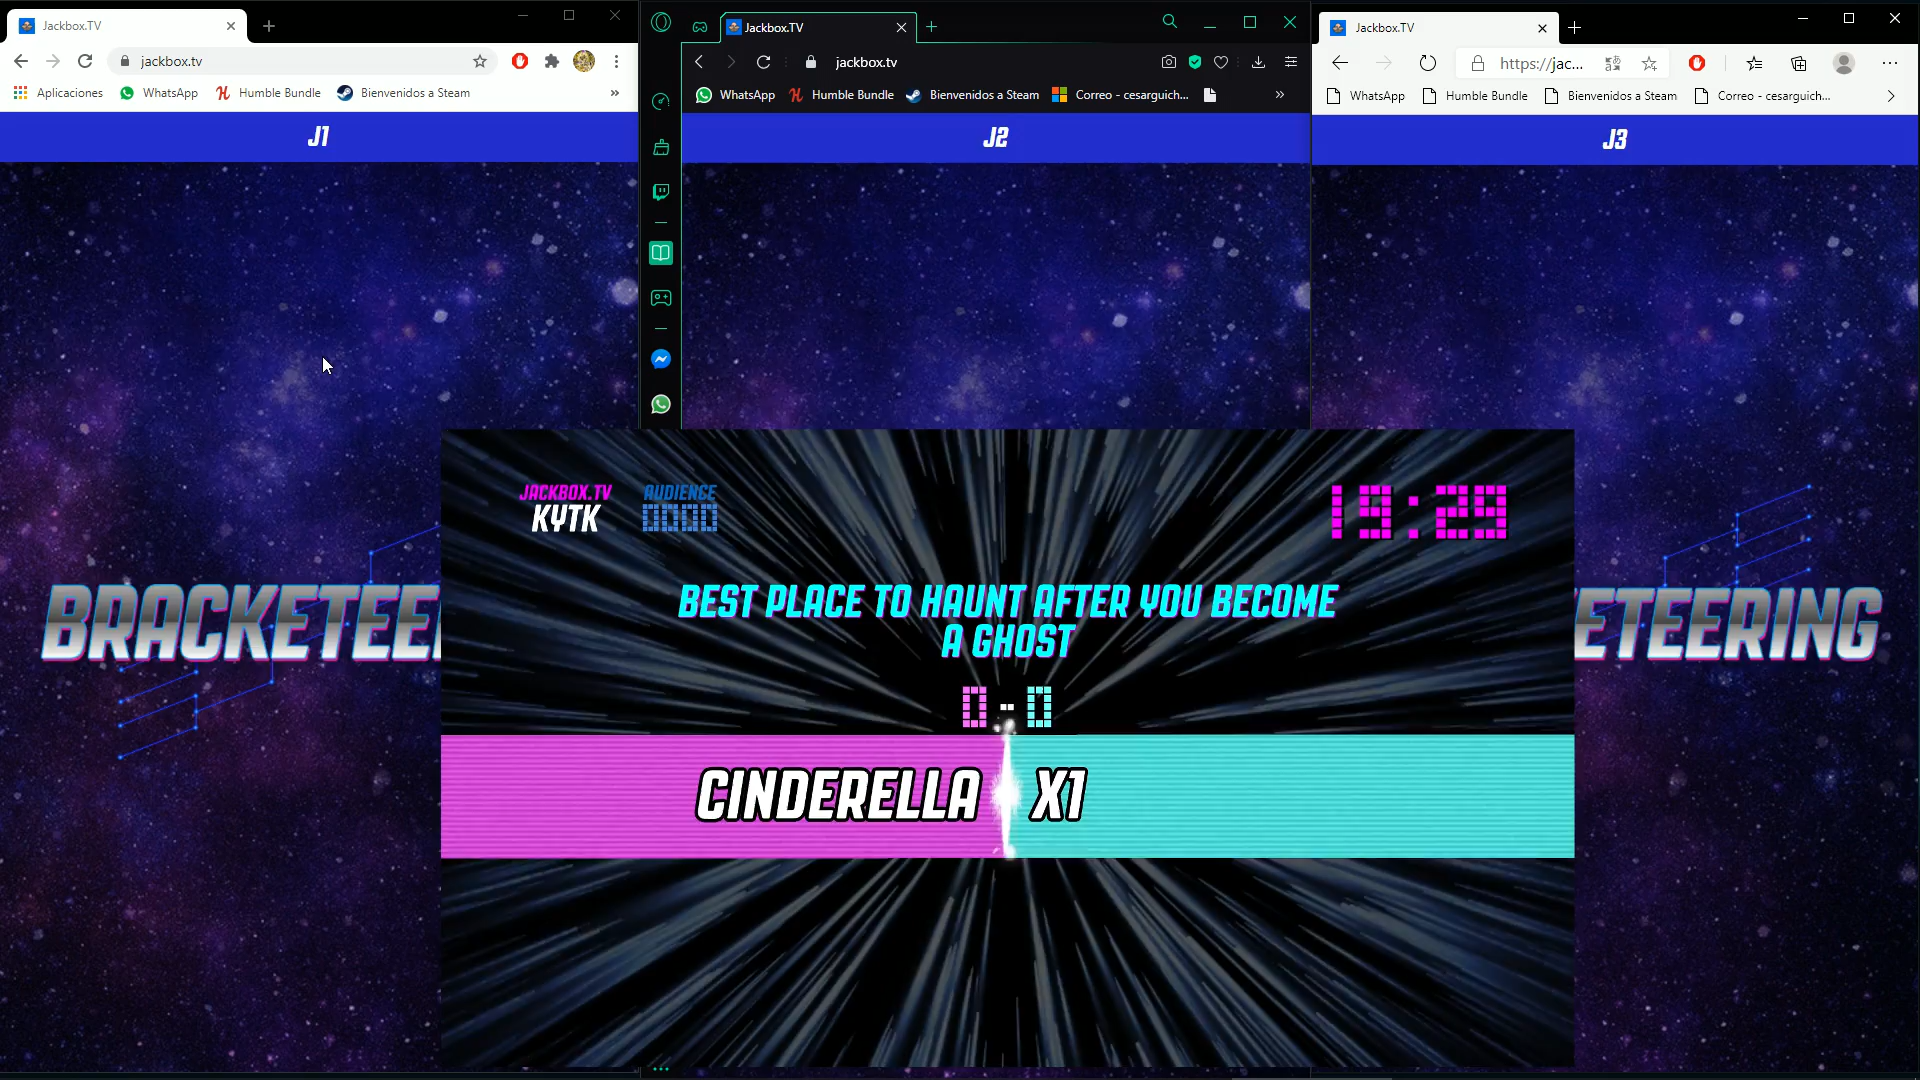 Jackbox.TV
jackbox.tv
Aplicaciones WhatsApp Humble Bundle Bienvenidos a Steam »
J1
BRACKETEE
Jackbox.TV
jackbox.tv
WhatsApp Humble Bundle Bienvenidos a Steam Correo - cesarguich... »
J2
Jackbox.TV
https://jac...
WhatsApp Humble Bundle Bienvenidos a Steam Correo - cesarguich...
J3
ETEERING
JACKBOX.TV AUDIENCE
KYTK 0000
19:29
BEST PLACE TO HAUNT AFTER YOU BECOME
A GHOST
0-0
CINDERELLA X1